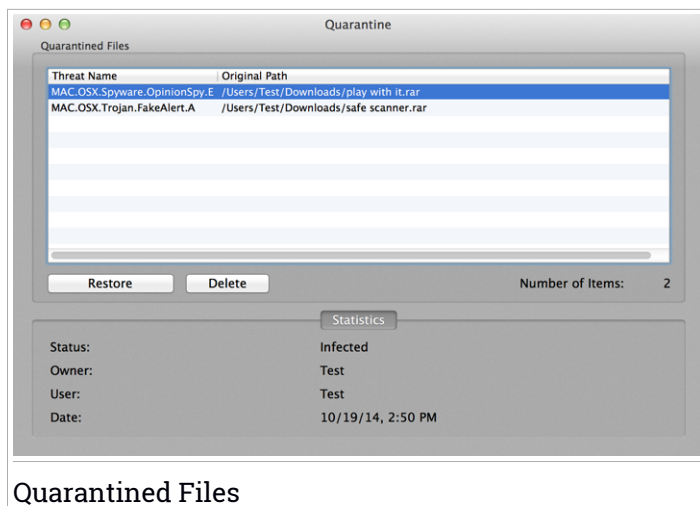 Quarantine
Quarantined Files
Threat Name Original Path
MAC.OSX.Spyware.OpinionSpy.E /Users/Test/Downloads/play with it.rar
MAC.OSX.Trojan.FakeAlert.A /Users/Test/Downloads/safe scanner.rar
Restore Delete Number of Items: 2
Statistics
Status: Infected
Owner: Test
User: Test
Date: 10/19/14, 2:50 PM
Quarantined Files